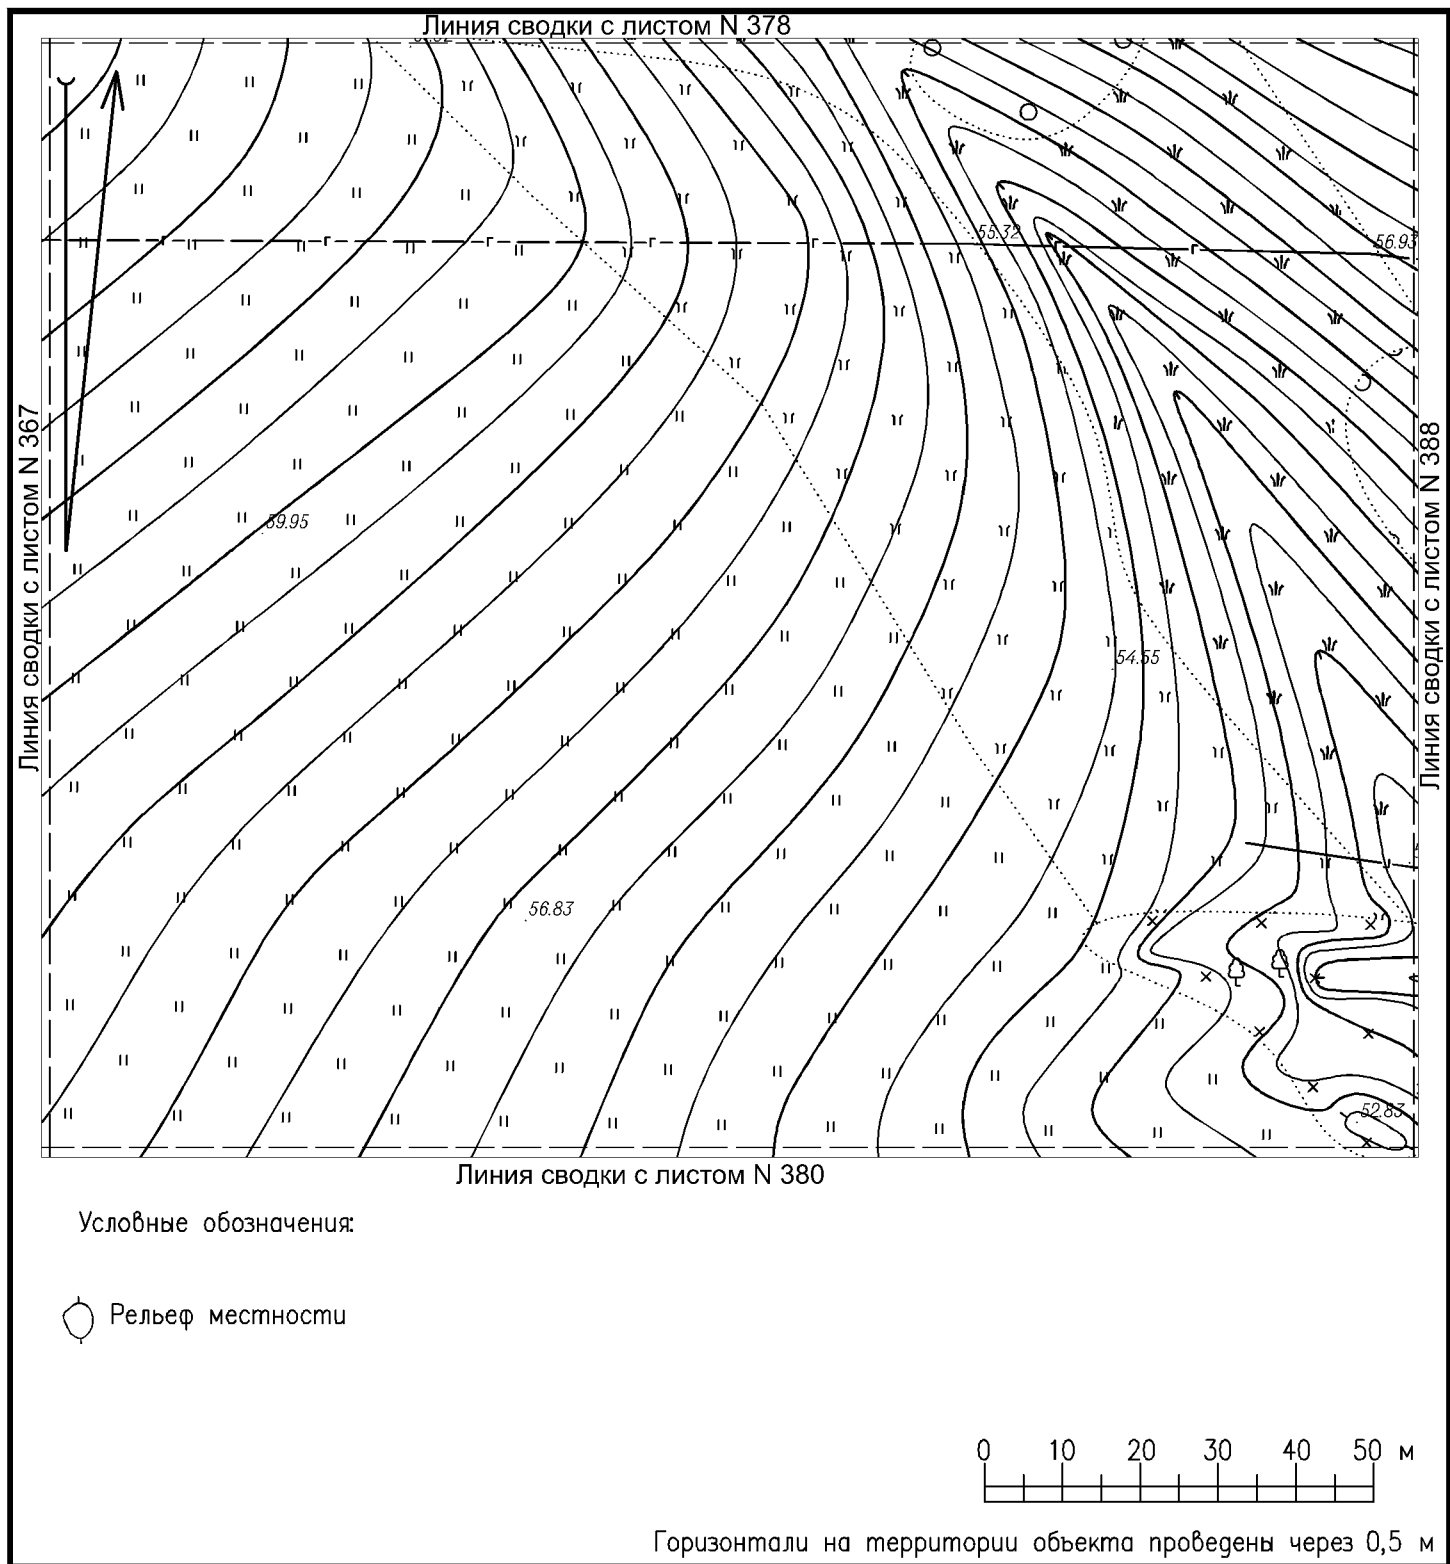 Линия сводки с листом N 378
Линия сводки с листом N 367
Линия сводки с листом N 388
55.32
56.93
59.95
54.55
56.83
52.83
г г г г г г
Линия сводки с листом N 380
Условные обозначения:
Рельеф местности
0 10 20 30 40 50 м
Горизонтали на территории объекта проведены через 0,5 м